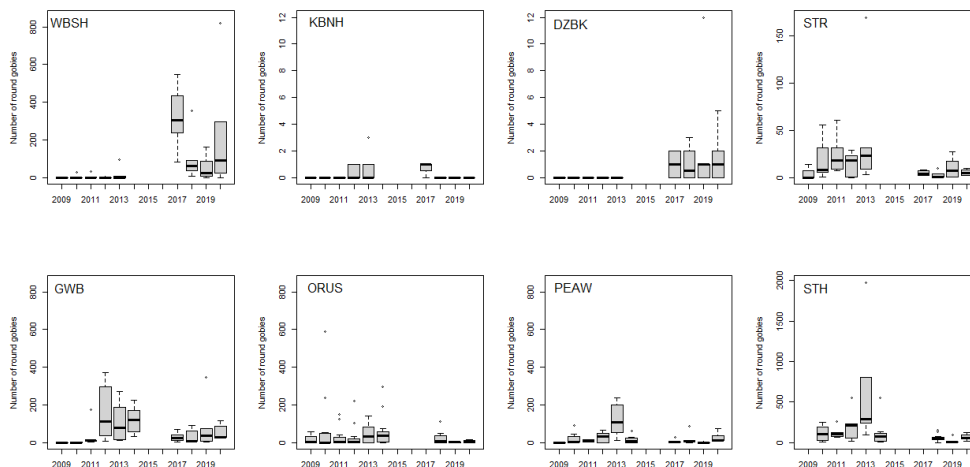 WBSH
Number of round gobies
0 200 400 600 800
2009 2011 2013 2015 2017 2019
KBNH
Number of round gobies
0 2 4 6 8 10 12
2009 2011 2013 2015 2017 2019
DZBK
Number of round gobies
0 2 4 6 8 10 12
2009 2011 2013 2015 2017 2019
STR
Number of round gobies
0 50 100 150
2009 2011 2013 2015 2017 2019
GWB
Number of round gobies
0 200 400 600 800
2009 2011 2013 2015 2017 2019
ORUS
Number of round gobies
0 200 400 600 800
2009 2011 2013 2015 2017 2019
PEAW
Number of round gobies
0 200 400 600 800
2009 2011 2013 2015 2017 2019
STH
Number of round gobies
0 500 1000 1500 2000
2009 2011 2013 2015 2017 2019